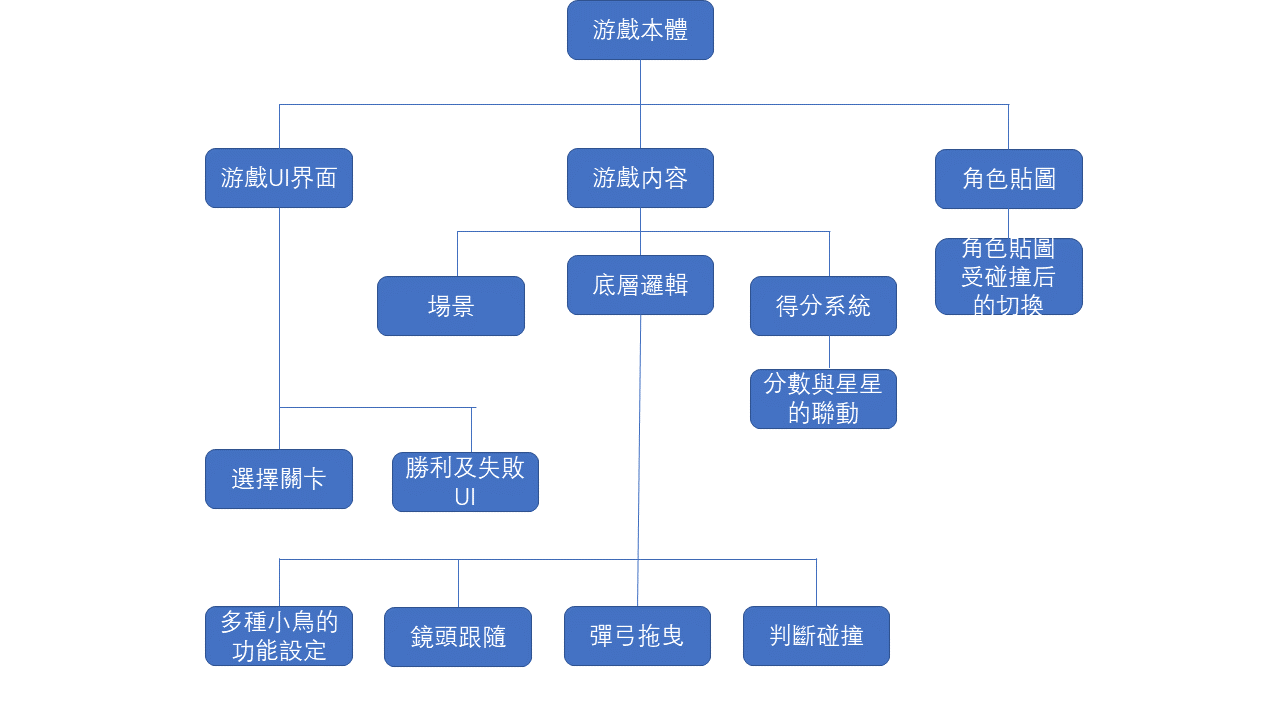 游戲本體
游戲UI界面
游戲内容
角色貼圖
角色貼圖
受碰撞后
的切換
場景
底層邏輯
得分系統
分數與星星
的聯動
選擇關卡
勝利及失敗
UI
多種小鳥的
功能設定
鏡頭跟隨
彈弓拖曳
判斷碰撞